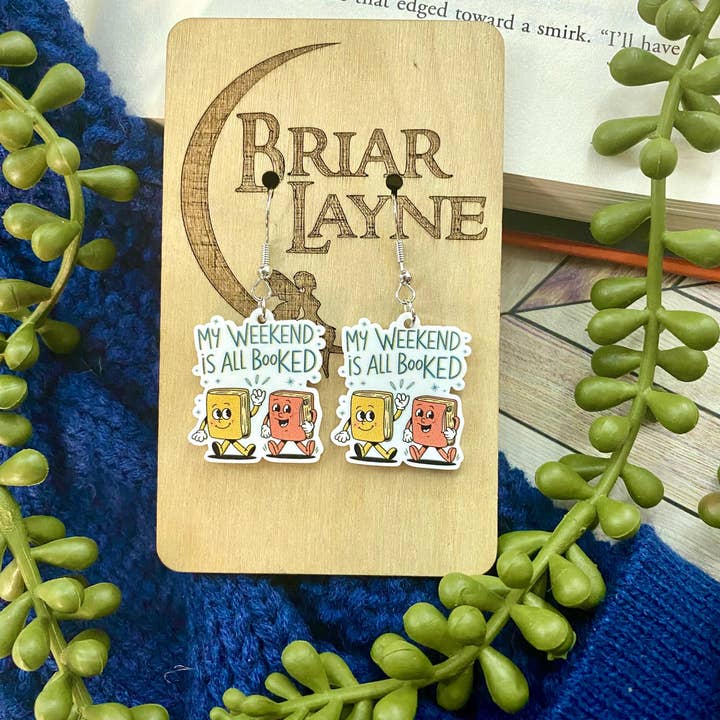 that edged toward a smirk. "I'll have
BRIAR
LAYNE
MY WEEKEND
iS ALL BOOKED
MY WEEKEND
iS ALL BOOKED